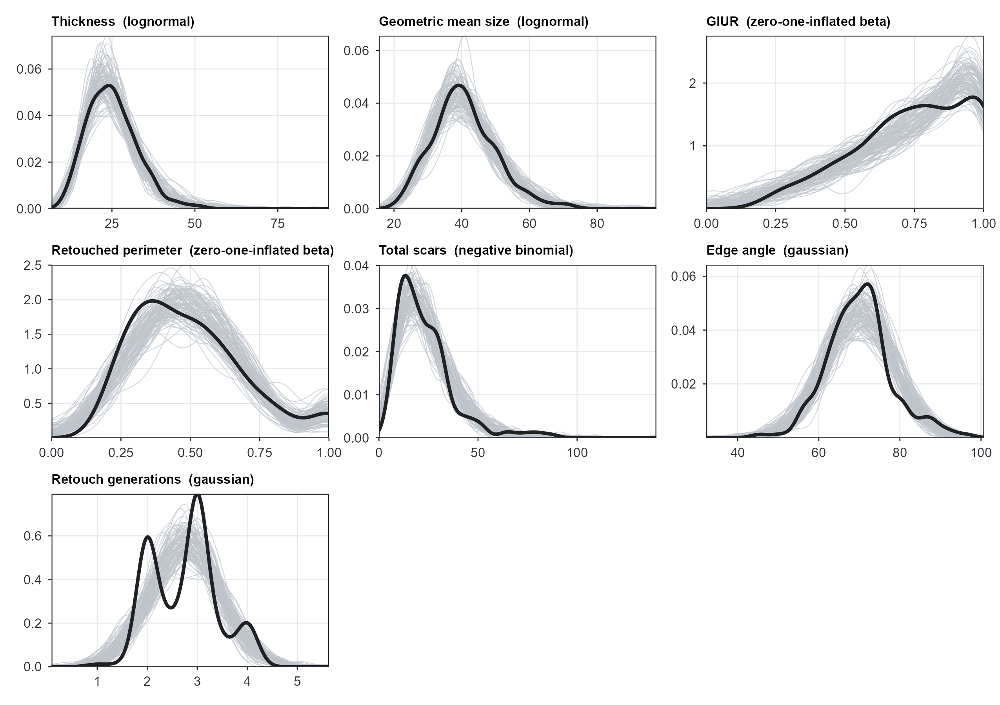 Thickness  (lognormal)
Geometric mean size  (lognormal)
GIUR  (zero-one-inflated beta)
0.06
0.04
0.02
0.00
25 50 75
0.06
0.04
0.02
0.00
20 40 60 80
2
1
0.00 0.25 0.50 0.75 1.00
Retouched perimeter  (zero-one-inflated beta)
Total scars  (negative binomial)
Edge angle  (gaussian)
2.5
2.0
1.5
1.0
0.5
0.00 0.25 0.50 0.75 1.00
0.04
0.03
0.02
0.01
0.00
0 50 100
0.06
0.04
0.02
40 60 80 100
Retouch generations  (gaussian)
0.6
0.4
0.2
0.0
1 2 3 4 5